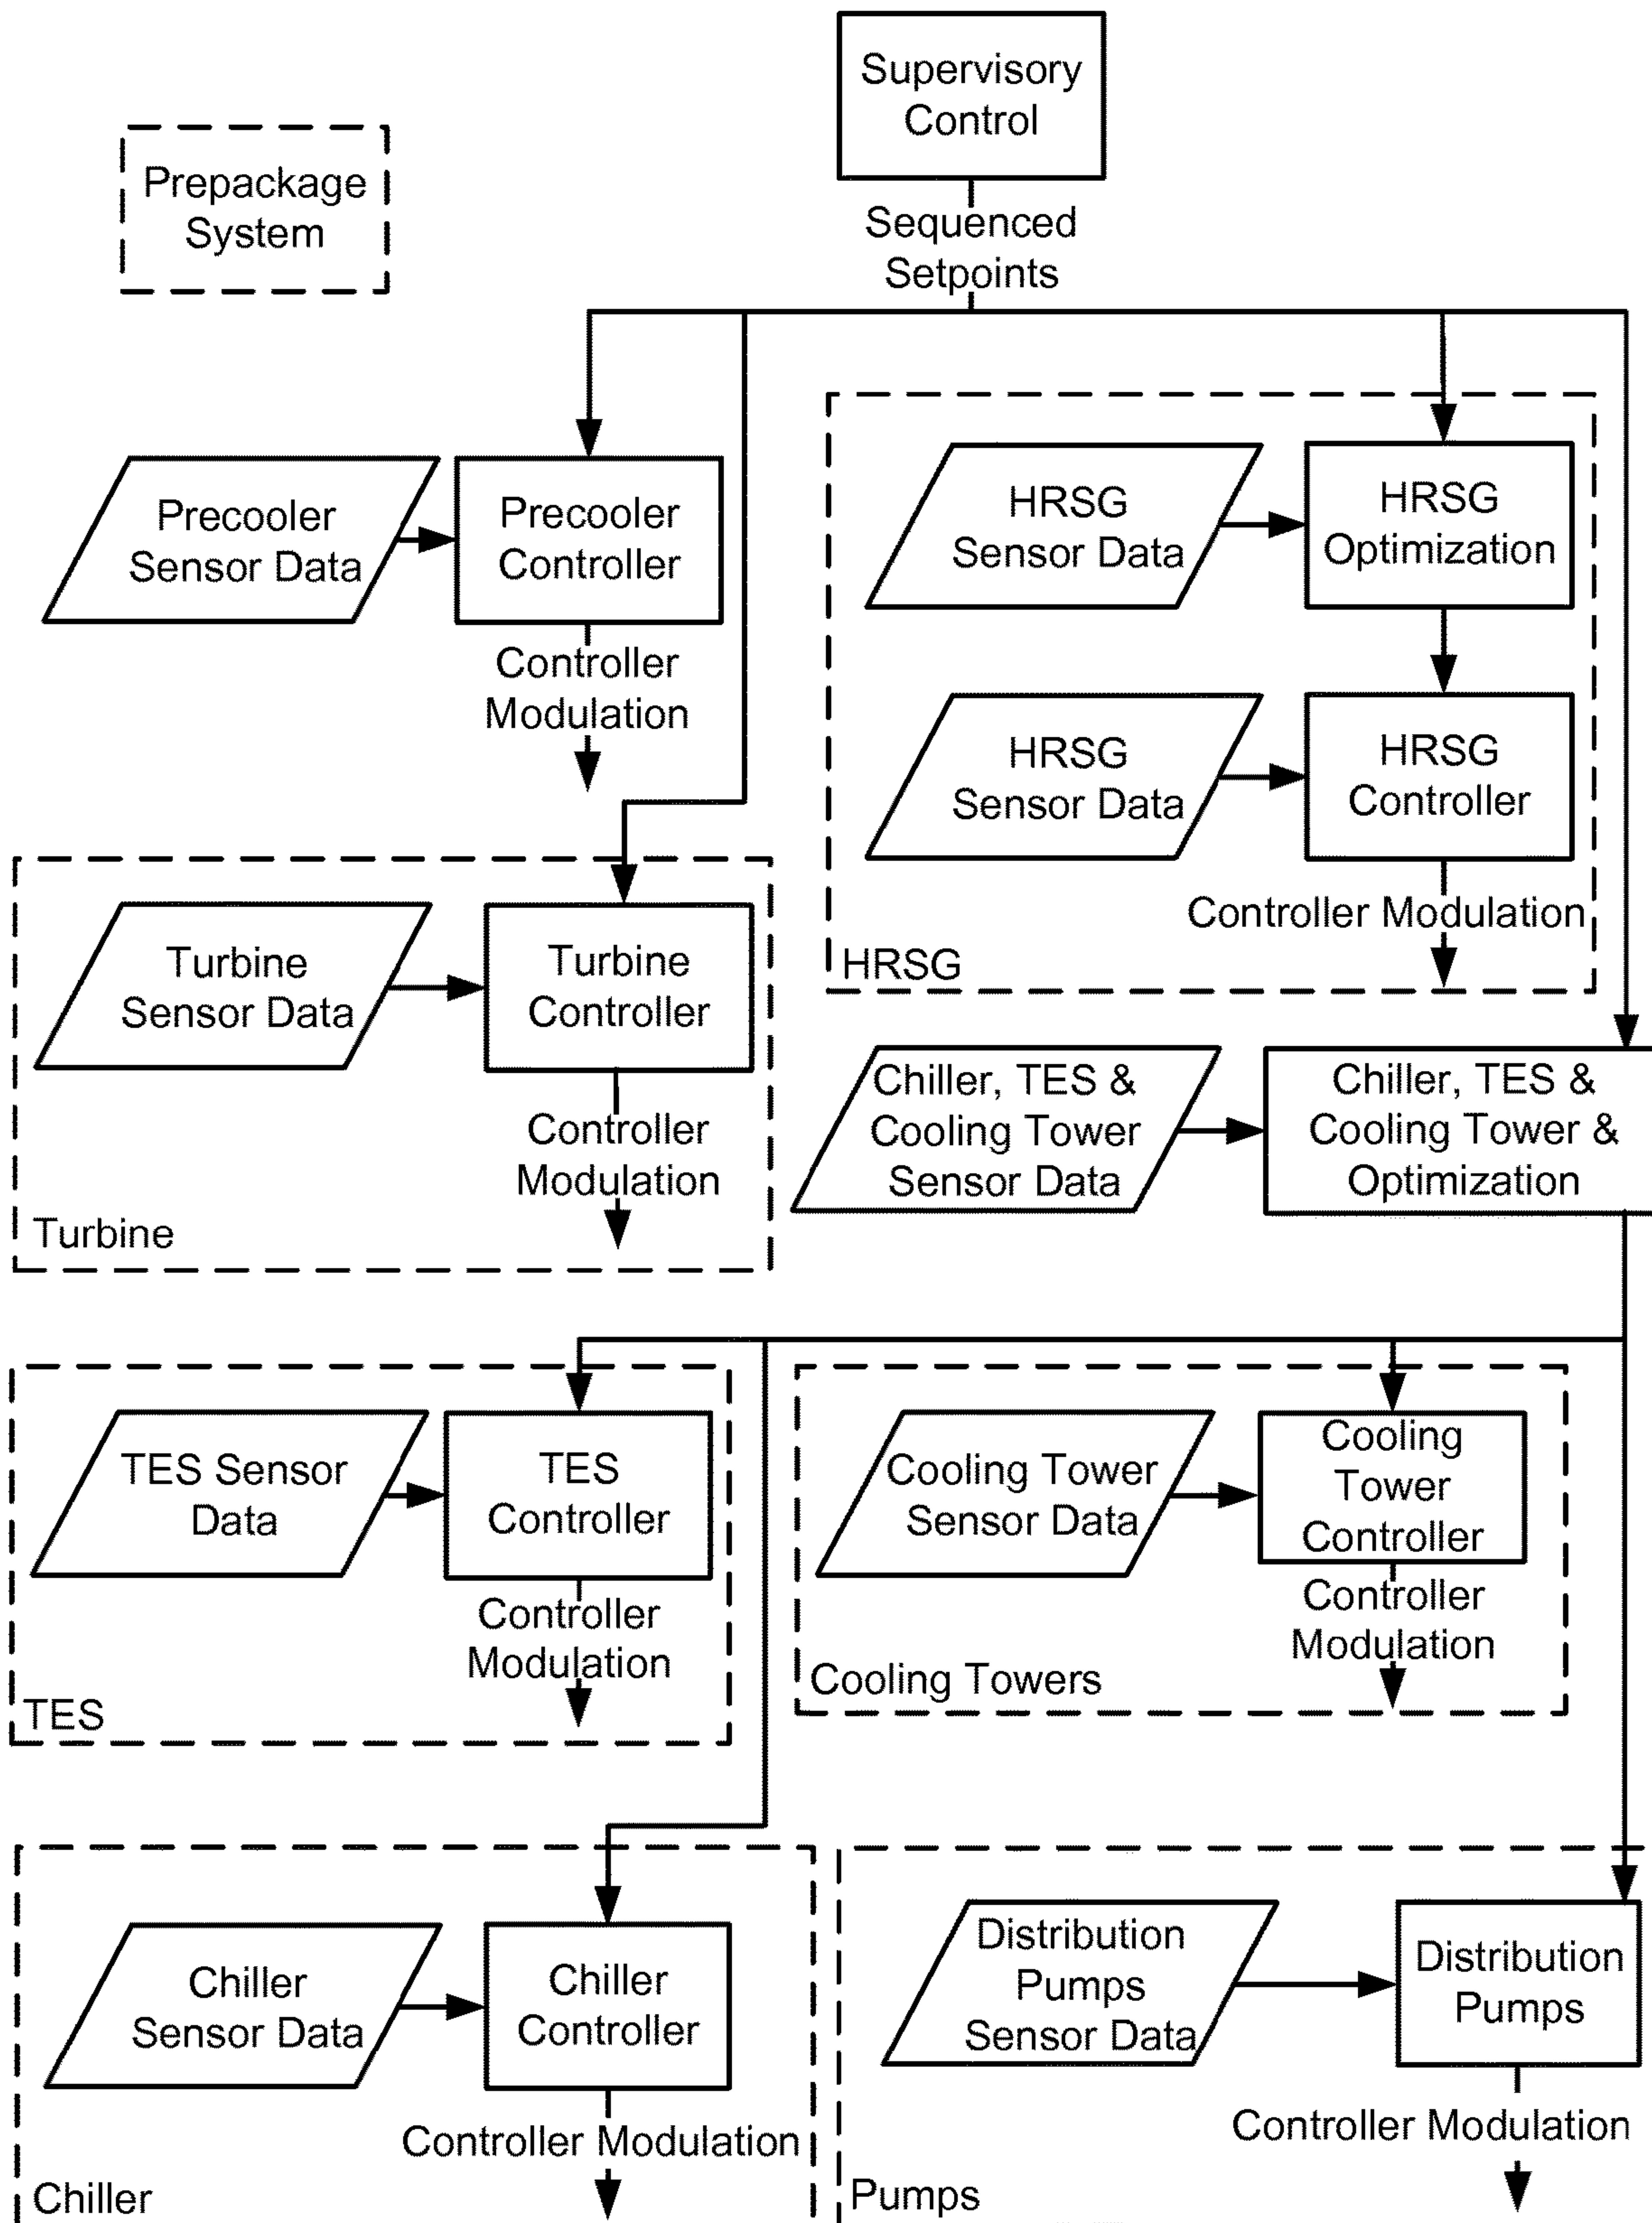 Supervisory
Control
Prepackage
System
Sequenced
Setpoints
Precooler
Sensor Data
Precooler
Controller
Controller
Modulation
HRSG
Sensor Data
HRSG
Optimization
HRSG
Sensor Data
HRSG
Controller
Controller Modulation
HRSG
Turbine
Sensor Data
Turbine
Controller
Controller
Modulation
Turbine
Chiller, TES &
Cooling Tower
Sensor Data
Chiller, TES &
Cooling Tower &
Optimization
TES Sensor
Data
TES
Controller
Controller
Modulation
TES
Cooling Tower
Sensor Data
Cooling
Tower
Controller
Controller
Modulation
Cooling Towers
Chiller
Sensor Data
Chiller
Controller
Controller Modulation
Chiller
Distribution
Pumps
Sensor Data
Distribution
Pumps
Controller Modulation
Pumps